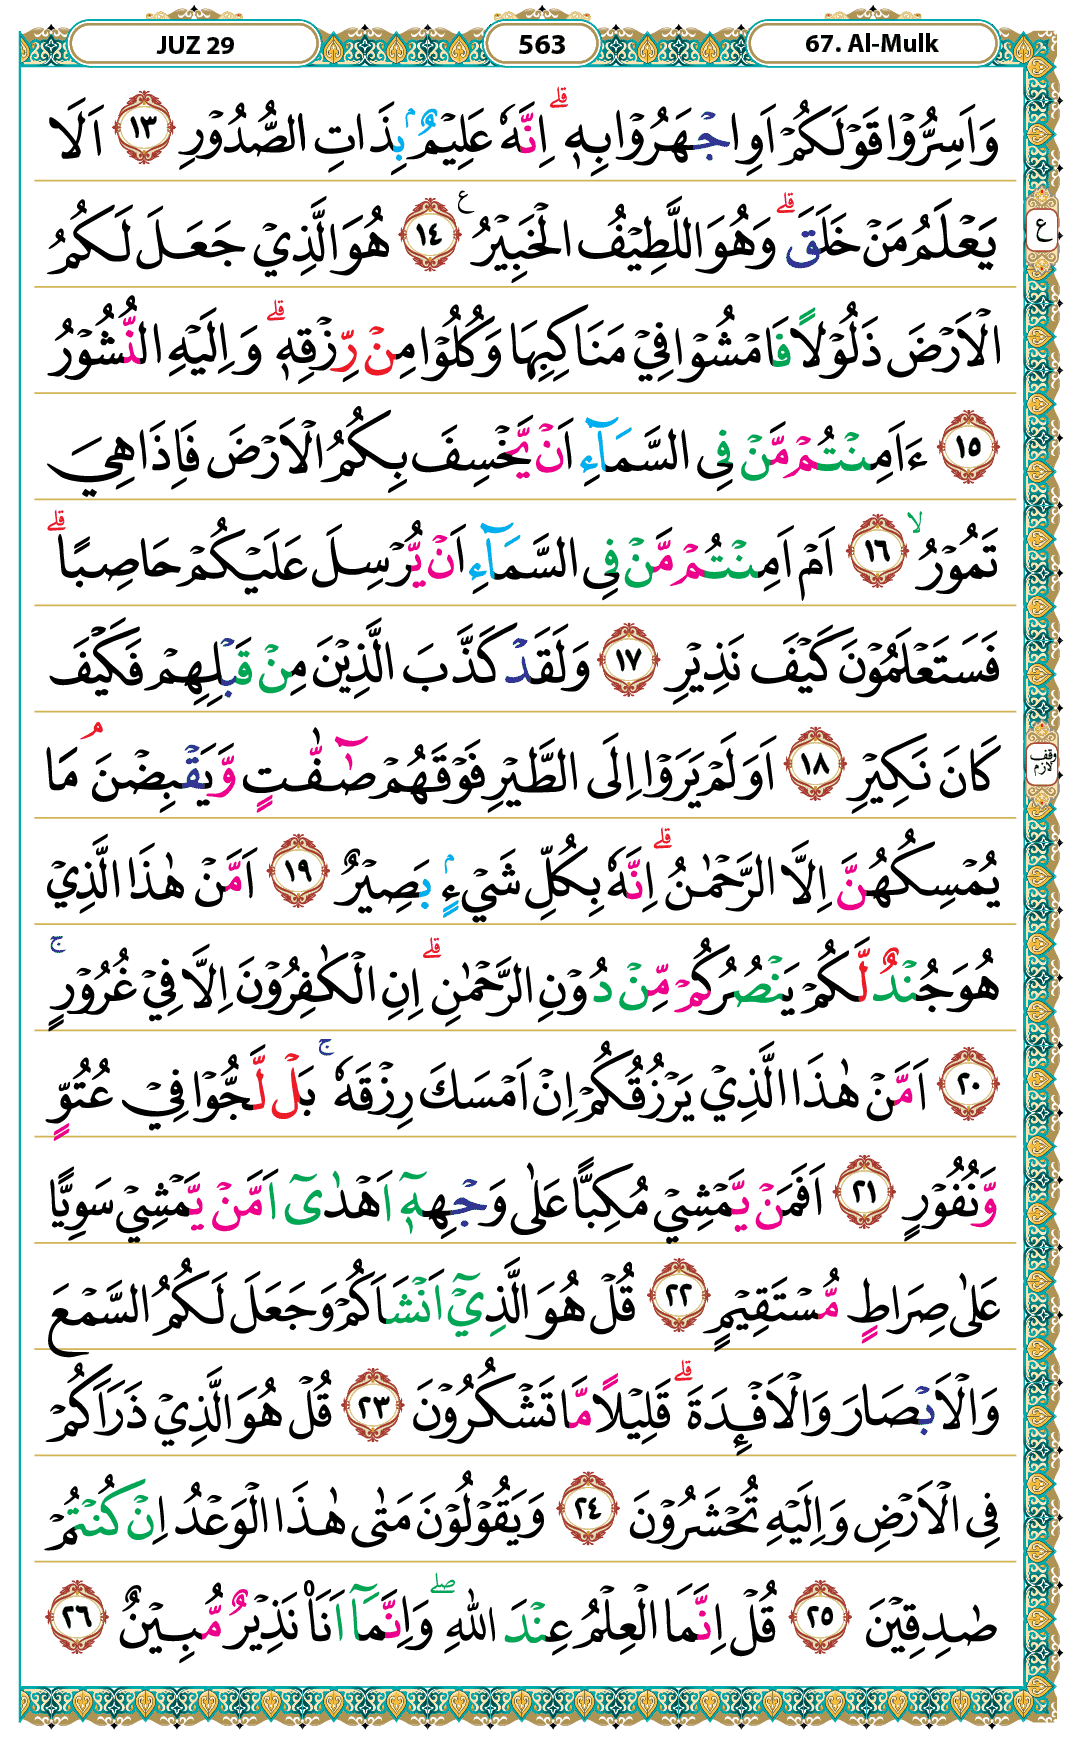 JUZ 29
563
67. Al-Mulk
وَاَسِرُّوۡا قَوۡلَكُمۡ اَوِ اجۡهَرُوۡا بِهٖؕ اِنَّهٗ عَلِيۡمٌۢ بِذَاتِ الصُّدُوۡرِ ﴿١٣﴾ اَلَا
يَعۡلَمُ مَنۡ خَلَقَؕ وَهُوَ اللَّطِيۡفُ الۡخَبِيۡرُ ﴿١٤﴾ هُوَ الَّذِيۡ جَعَلَ لَـكُمُ
الۡاَرۡضَ ذَلُوۡلًا فَامۡشُوۡا فِيۡ مَنَاكِبِهَا وَكُلُوۡا مِنۡ رِّزۡقِهٖؕ وَاِلَيۡهِ النُّشُوۡرُ
﴿١٥﴾ ءَاَمِنۡتُمۡ مَّنۡ فِى السَّمَآءِ اَنۡ يَّخۡسِفَ بِكُمُ الۡاَرۡضَ فَاِذَا هِيَ
تَمُوۡرُۙ ﴿١٦﴾ اَمۡ اَمِنۡتُمۡ مَّنۡ فِى السَّمَآءِ اَنۡ يُّرۡسِلَ عَلَيۡكُمۡ حَاصِبًاؕ
فَسَتَعۡلَمُوۡنَ كَيۡفَ نَذِيۡرِ ﴿١٧﴾ وَلَقَدۡ كَذَّبَ الَّذِيۡنَ مِنۡ قَبۡلِهِمۡ فَكَيۡفَ
كَانَ نَكِيۡرِ ﴿١٨﴾ اَوَلَمۡ يَرَوۡا اِلَى الطَّيۡرِ فَوۡقَهُمۡ صٰٓفّٰتٍ وَّيَقۡبِضۡنَۘ مَا
يُمۡسِكُهُنَّ اِلَّا الرَّحۡمٰنُؕ اِنَّهٗ بِكُلِّ شَيۡءٍۢ بَصِيۡرٌ ﴿١٩﴾ اَمَّنۡ هٰذَا الَّذِيۡ
هُوَ جُنۡدٌ لَّكُمۡ يَنۡصُرُكُمۡ مِّنۡ دُوۡنِ الرَّحۡمٰنِؕ اِنِ الۡكٰفِرُوۡنَ اِلَّا فِيۡ غُرُوۡرٍۚ
﴿٢٠﴾ اَمَّنۡ هٰذَا الَّذِيۡ يَرۡزُقُكُمۡ اِنۡ اَمۡسَكَ رِزۡقَهٗۚ بَلۡ لَّجُّوۡا فِيۡ عُتُوٍّ
وَّنُفُوۡرٍ ﴿٢١﴾ اَفَمَنۡ يَّمۡشِيۡ مُكِبًّا عَلٰى وَجۡهِهٖۤ اَهۡدٰىۤ اَمَّنۡ يَّمۡشِيۡ سَوِيًّا
عَلٰى صِرَاطٍ مُّسۡتَقِيۡمٍ ﴿٢٢﴾ قُلۡ هُوَ الَّذِيۡۤ اَنۡشَاَكُمۡ وَجَعَلَ لَـكُمُ السَّمۡعَ
وَالۡاَبۡصَارَ وَالۡاَفۡـِٕدَةَؕ قَلِيۡلًا مَّا تَشۡكُرُوۡنَ ﴿٢٣﴾ قُلۡ هُوَ الَّذِيۡ ذَرَاَكُمۡ
فِى الۡاَرۡضِ وَاِلَيۡهِ تُحۡشَرُوۡنَ ﴿٢٤﴾ وَيَقُوۡلُوۡنَ مَتٰى هٰذَا الۡوَعۡدُ اِنۡ كُنۡتُمۡ
صٰدِقِيۡنَ ﴿٢٥﴾ قُلۡ اِنَّمَا الۡعِلۡمُ عِنۡدَ اللّٰهِۖ وَاِنَّمَاۤ اَنَا۟ نَذِيۡرٌ مُّبِيۡنٌ ﴿٢٦﴾
ع
وقف لازم